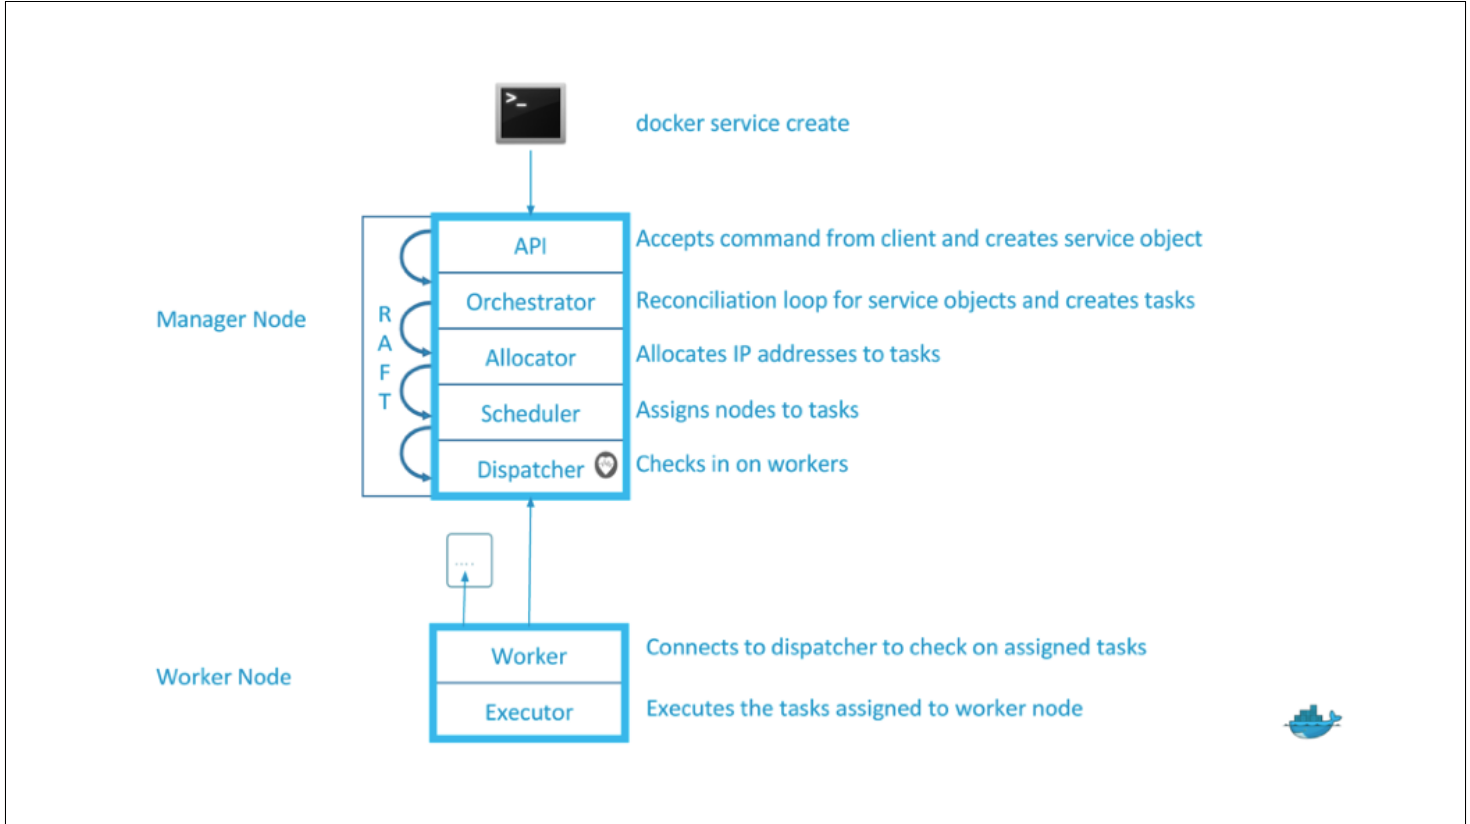 >_
docker service create
API
Accepts command from client and creates service object
Orchestrator
Reconciliation loop for service objects and creates tasks
Manager Node
R
A
F
T
Allocator
Allocates IP addresses to tasks
Scheduler
Assigns nodes to tasks
Dispatcher
Checks in on workers
....
Worker
Connects to dispatcher to check on assigned tasks
Worker Node
Executor
Executes the tasks assigned to worker node